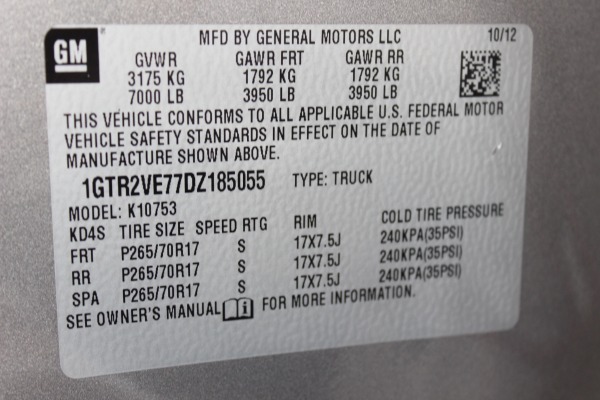 GM
MFD BY GENERAL MOTORS LLC 10/12
GVWR GAWR FRT GAWR RR
3175 KG 1792 KG 1792 KG
7000 LB 3950 LB 3950 LB
THIS VEHICLE CONFORMS TO ALL APPLICABLE U.S. FEDERAL MOTOR
VEHICLE SAFETY STANDARDS IN EFFECT ON THE DATE OF
MANUFACTURE SHOWN ABOVE.
1GTR2VE77DZ185055 TYPE: TRUCK
MODEL: K10753
KD4S TIRE SIZE SPEED RTG RIM COLD TIRE PRESSURE
FRT P265/70R17 S 17X7.5J 240KPA(35PSI)
RR P265/70R17 S 17X7.5J 240KPA(35PSI)
SPA P265/70R17 S 17X7.5J 240KPA(35PSI)
SEE OWNER'S MANUAL i FOR MORE INFORMATION.